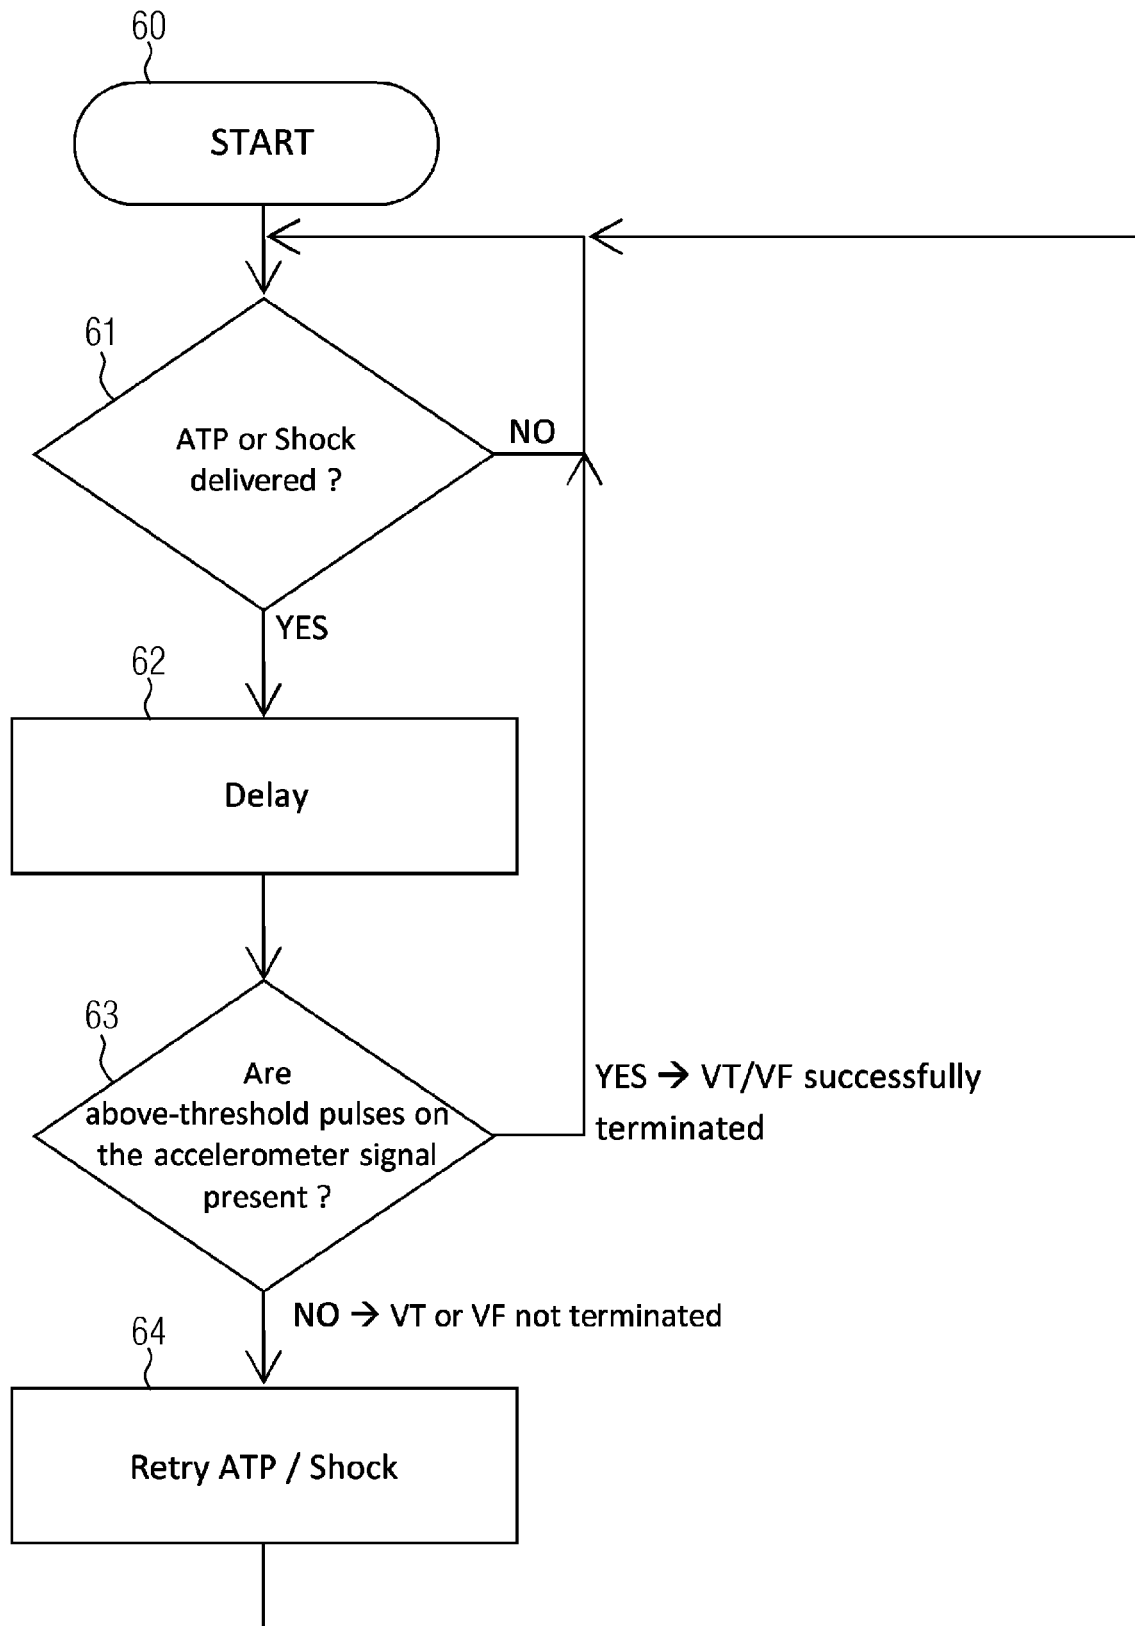 60
START
61
ATP or Shock
delivered ?
NO
YES
62
Delay
63
Are
above-threshold pulses on
the accelerometer signal
present ?
YES → VT/VF successfully
terminated
NO → VT or VF not terminated
64
Retry ATP / Shock